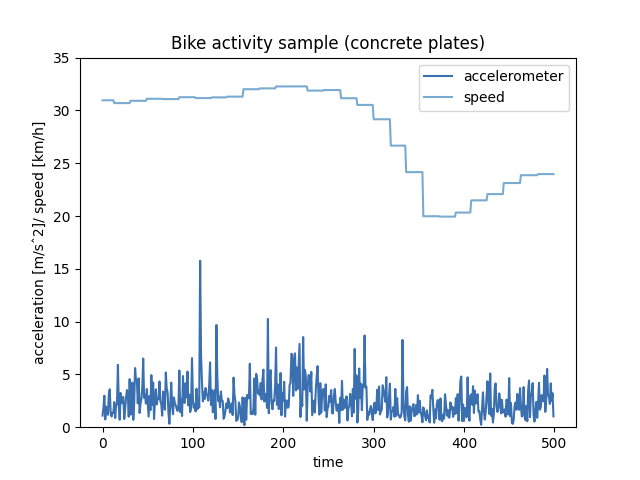 Bike activity sample (concrete plates)
accelerometer
speed
acceleration [m/s^2]/ speed [km/h]
35
30
25
20
15
10
5
0
0 100 200 300 400 500
time